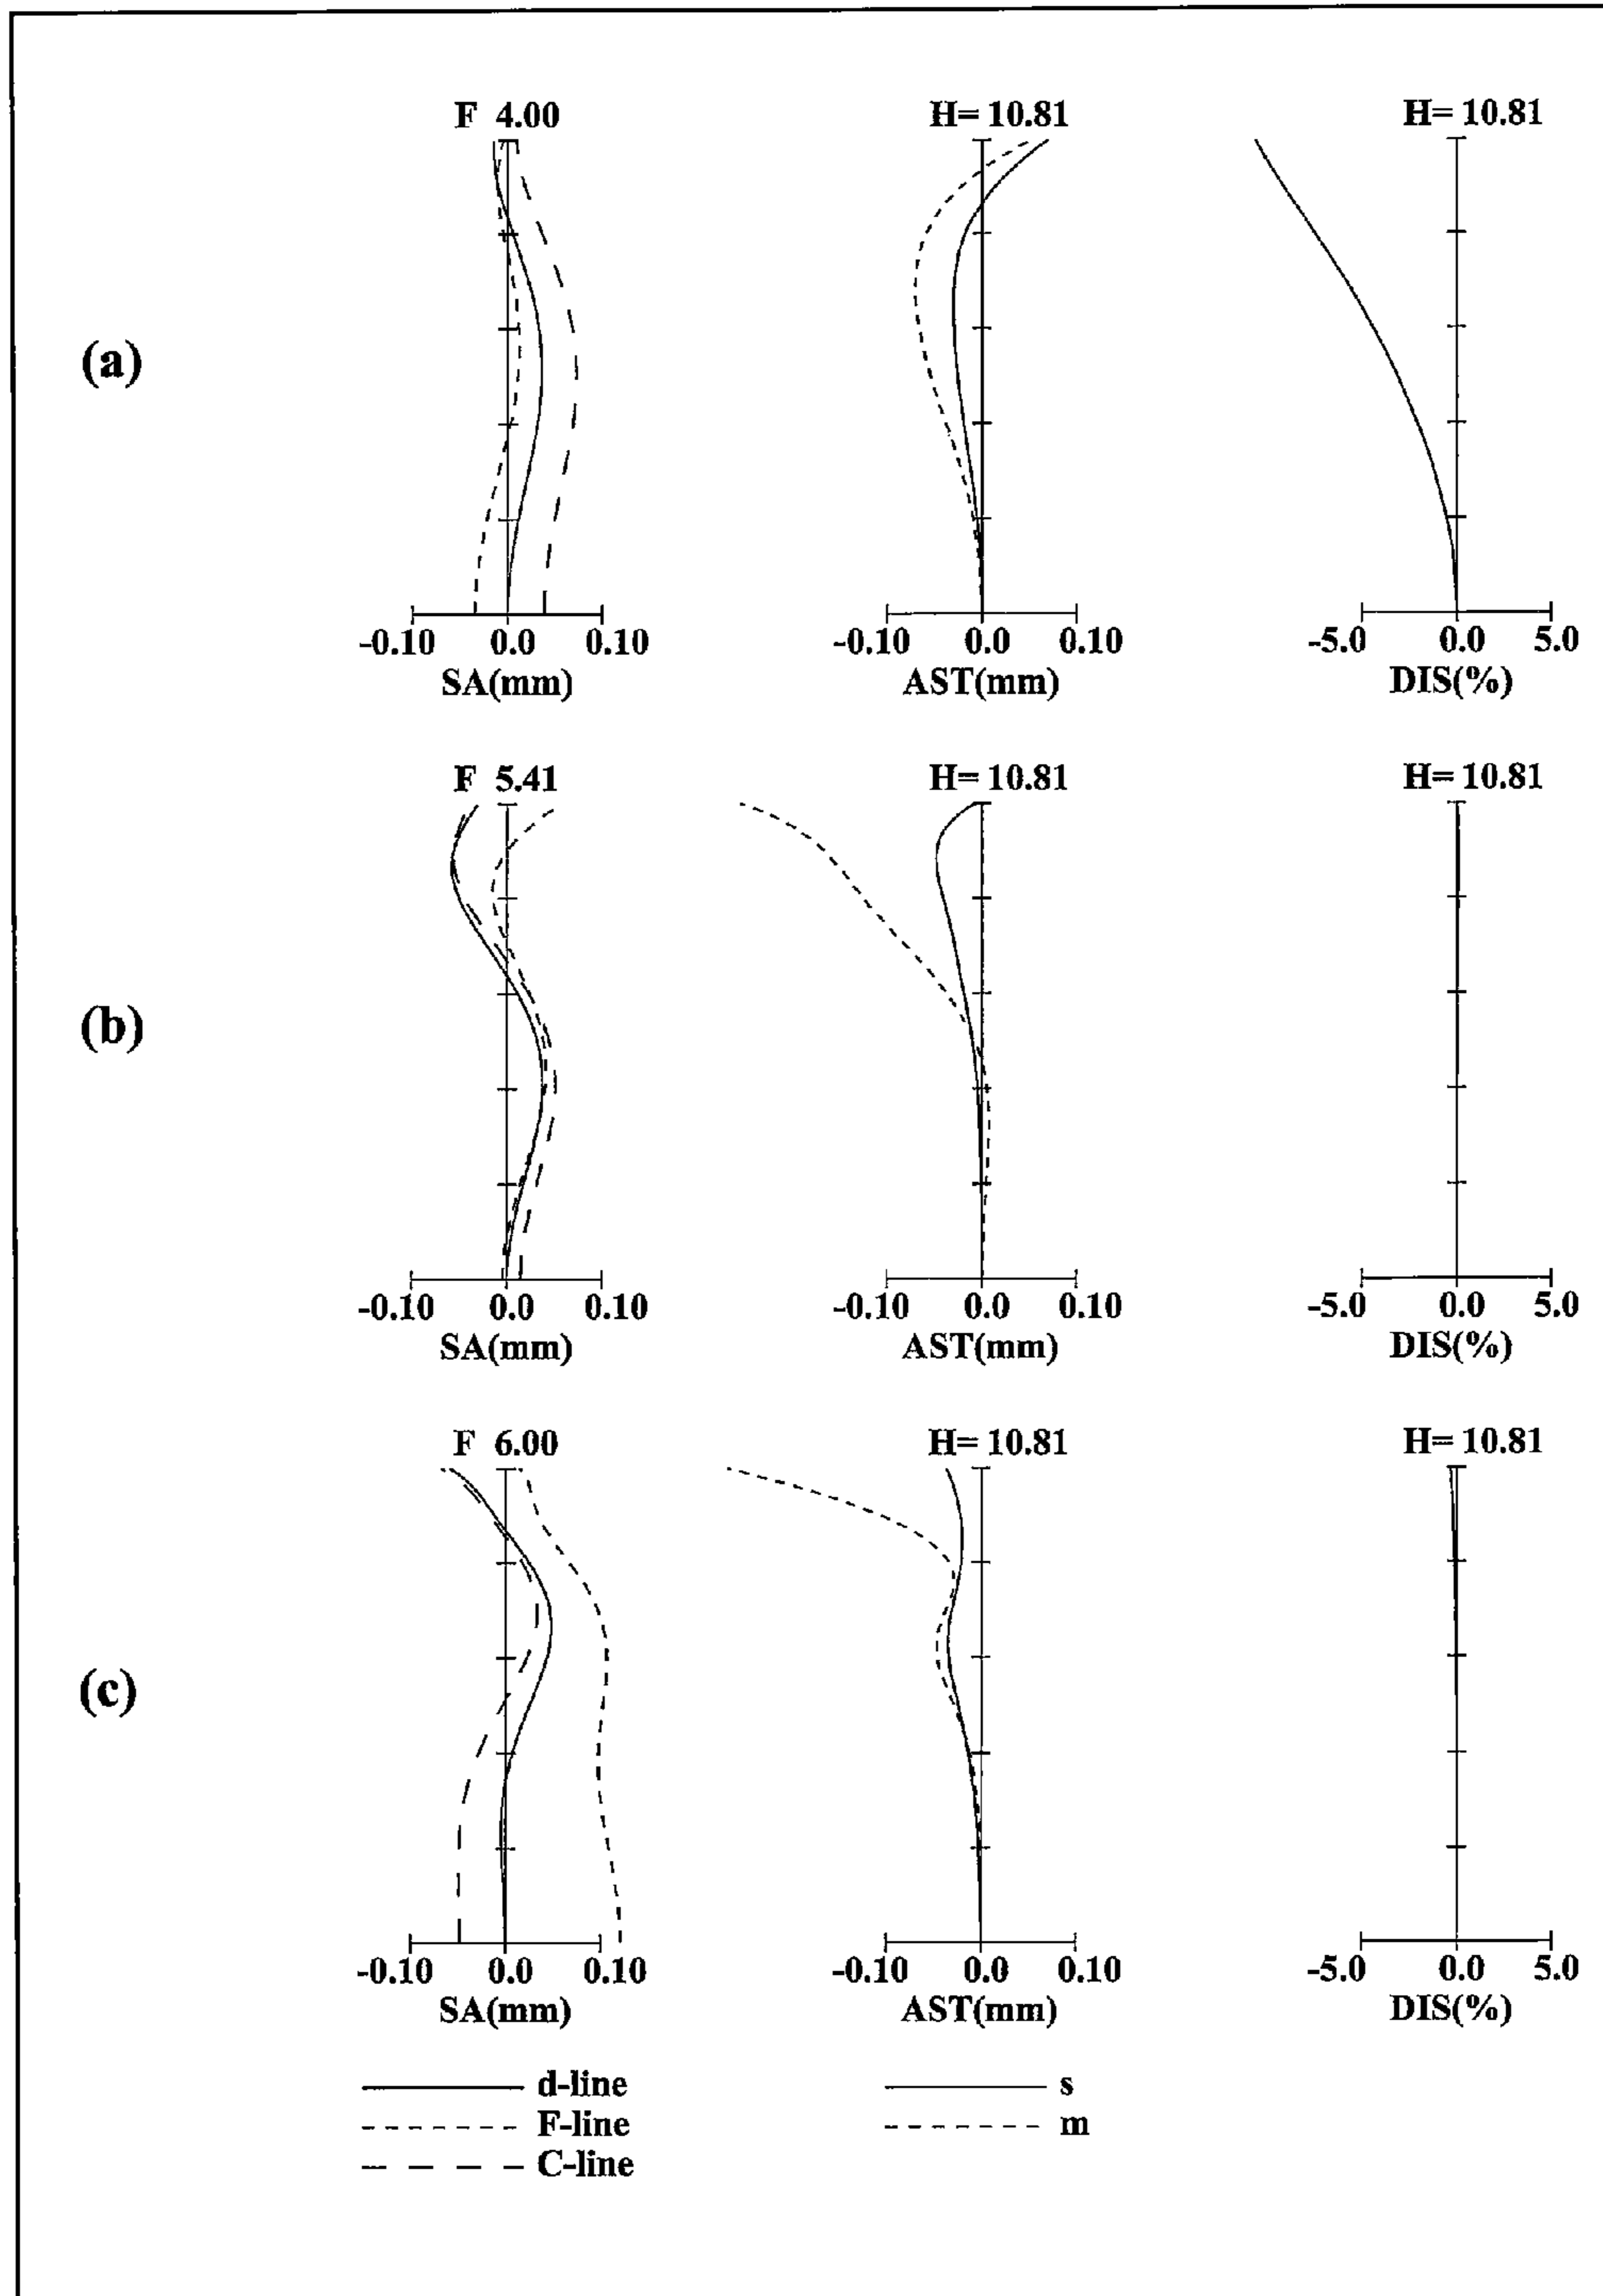 F 4.00
H= 10.81
H= 10.81
(a)
-0.10 0.0 0.10
SA(mm)
-0.10 0.0 0.10
AST(mm)
-5.0 0.0 5.0
DIS(%)
F 5.41
H= 10.81
H= 10.81
(b)
-0.10 0.0 0.10
SA(mm)
-0.10 0.0 0.10
AST(mm)
-5.0 0.0 5.0
DIS(%)
F 6.00
H= 10.81
H= 10.81
(c)
-0.10 0.0 0.10
SA(mm)
-0.10 0.0 0.10
AST(mm)
-5.0 0.0 5.0
DIS(%)
d-line
F-line
C-line
s
m